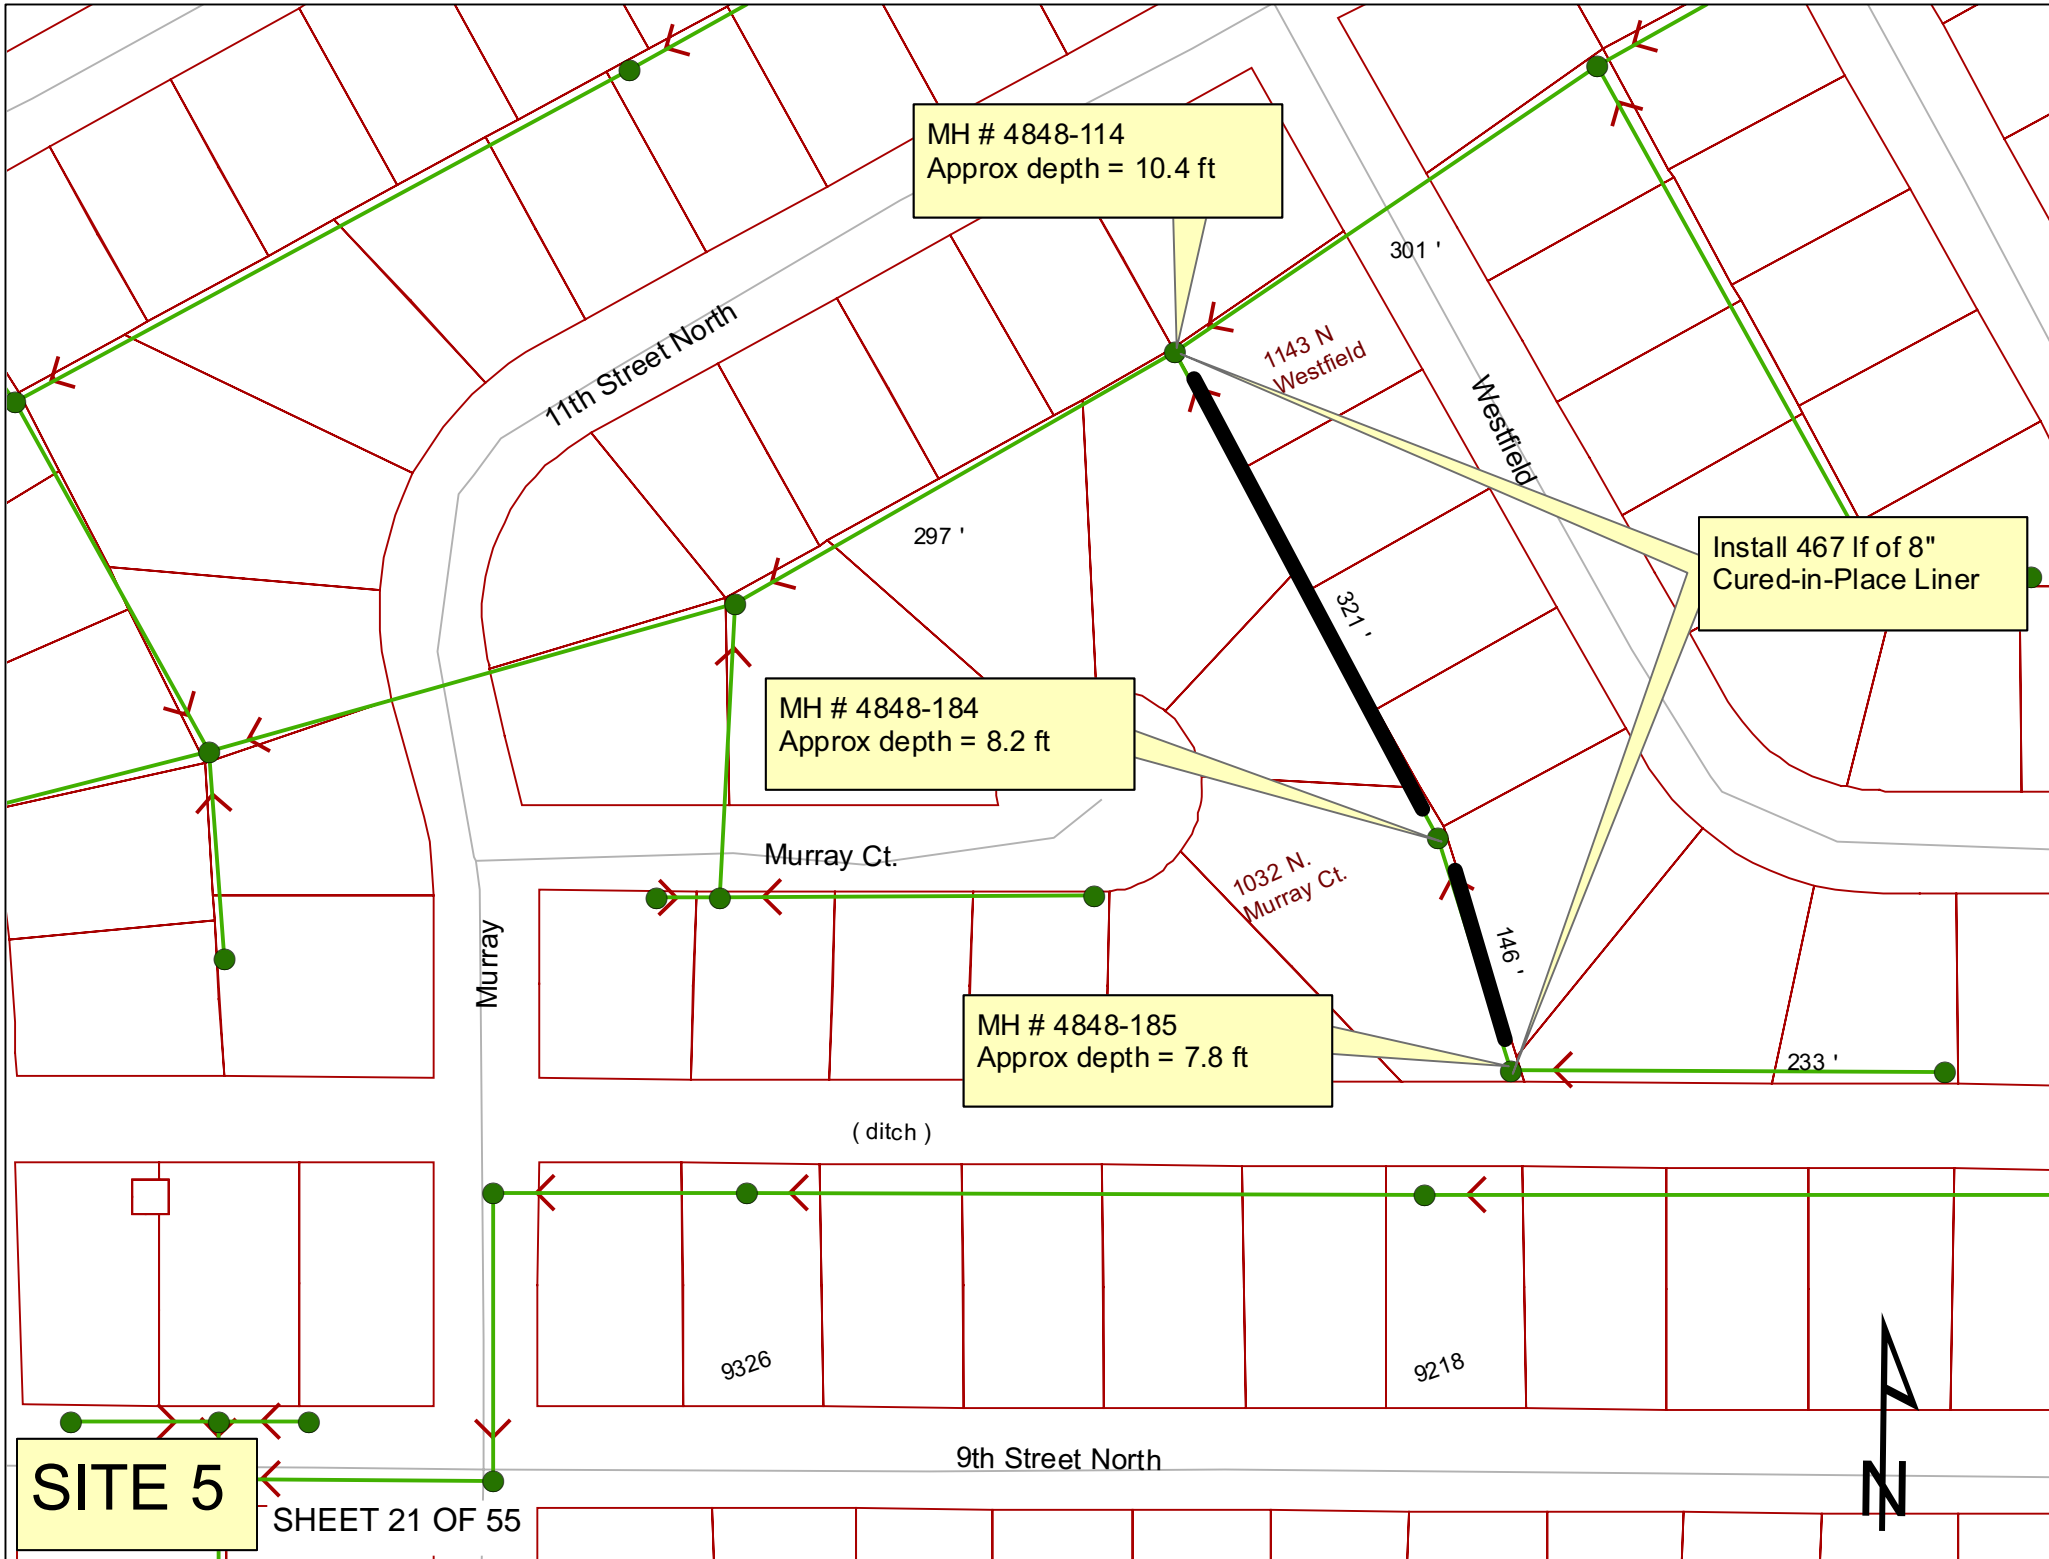 MH # 4848-114
Approx depth = 10.4 ft
301 '
11th Street North
1143 N
Westfield
Westfield
297 '
Install 467 lf of 8"
Cured-in-Place Liner
321 '
MH # 4848-184
Approx depth = 8.2 ft
Murray Ct.
1032 N.
Murray Ct.
Murray
146 '
MH # 4848-185
Approx depth = 7.8 ft
233 '
( ditch )
9326
9218
9th Street North
SITE 5
SHEET 21 OF 55
N